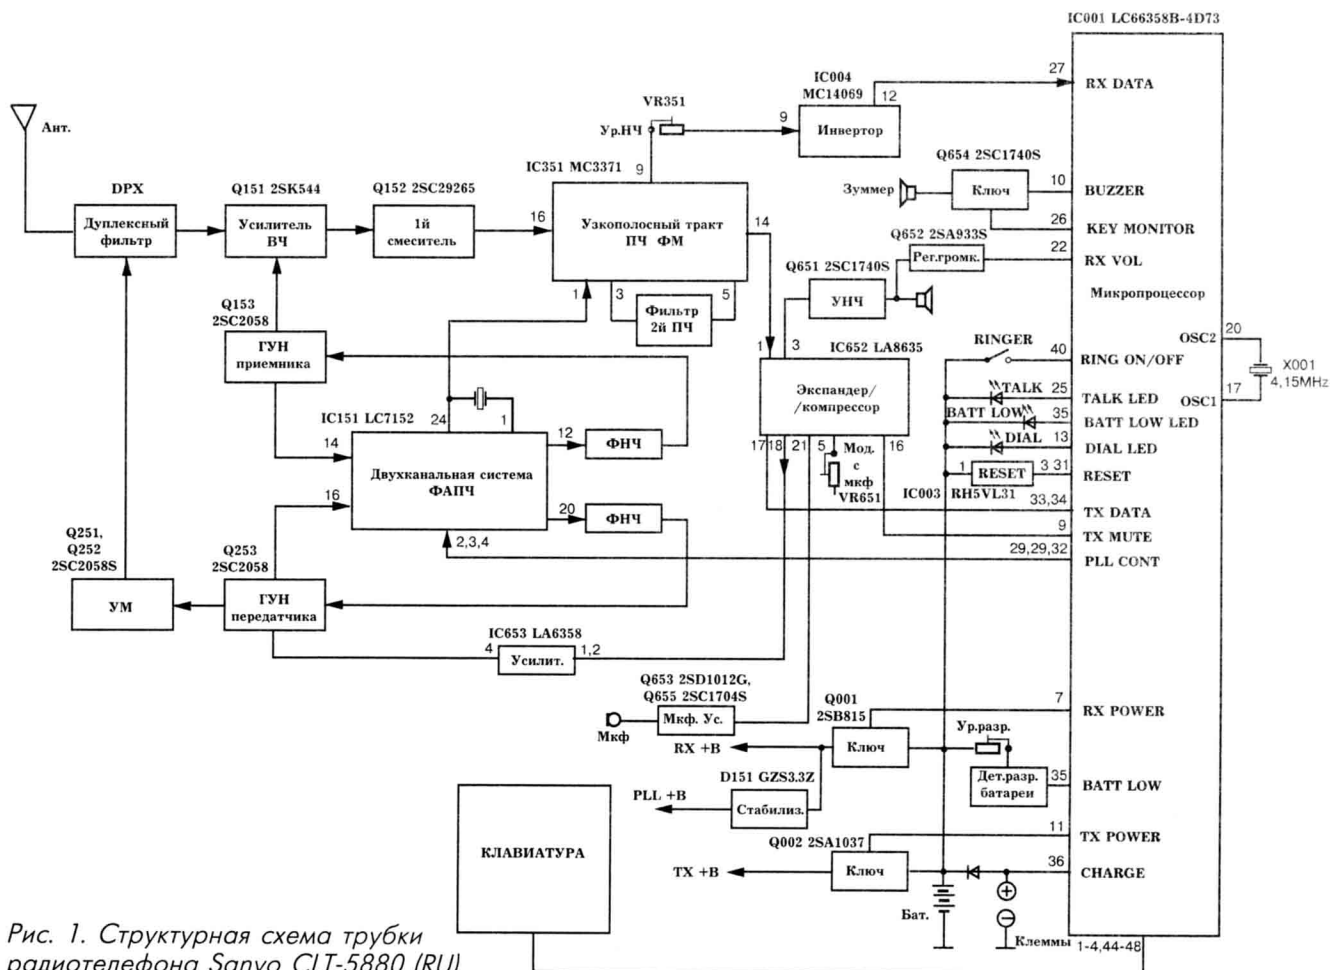 IC001 LC66358B-4D73
Ант.
DPX
Дуплексный
фильтр
Q151 2SK544
Усилитель
ВЧ
Q152 2SC29265
1й
смеситель
IC351 MC3371
Узкополосный тракт
ПЧ ФМ
16
9
14
1
3
5
Фильтр
2й ПЧ
VR351
Ур.НЧ
IC004
MC14069
9
12
Инвертор
27
RX DATA
Q654 2SC1740S
Зуммер
Ключ
10
BUZZER
26
KEY MONITOR
Q652 2SA933S
22
Рег.громк.
RX VOL
Q651 2SC1740S
УНЧ
Микропроцессор
Q153
2SC2058
ГУН
приемника
IC151 LC7152
24
1
14
16
12
20
2,3,4
Двухканальная система
ФАПЧ
ФНЧ
ФНЧ
1
3
IC652 LA8635
Экспандер/
/компрессор
17
18
21
5
16
Мод.
с
мкф
VR651
RINGER
40
RING ON/OFF
OSC2
20
X001
4,15MHz
17
OSC1
TALK
25
TALK LED
BATT LOW
35
BATT LOW LED
DIAL
13
DIAL LED
1
RESET
3
31
RESET
IC003
RH5VL31
33,34
TX DATA
9
TX MUTE
29,29,32
PLL CONT
Q251,
Q252
2SC2058S
УМ
Q253
2SC2058
ГУН
передатчика
IC653 LA6358
4
Усилит.
1,2
Q653 2SD1012G,
Q655 2SC1704S
Мкф
Мкф. Ус.
Q001
2SB815
Ключ
7
RX POWER
RX +B
Ур.разр.
Дет.разр.
батареи
35
BATT LOW
D151 GZS3.3Z
PLL +B
Стабилиз.
11
TX POWER
Q002 2SA1037
TX +B
Ключ
36
CHARGE
Бат.
Клеммы
1-4,44-48
КЛАВИАТУРА
Рис. 1. Структурная схема трубки
радиотелефона Sanyo CLT-5880 (RU)